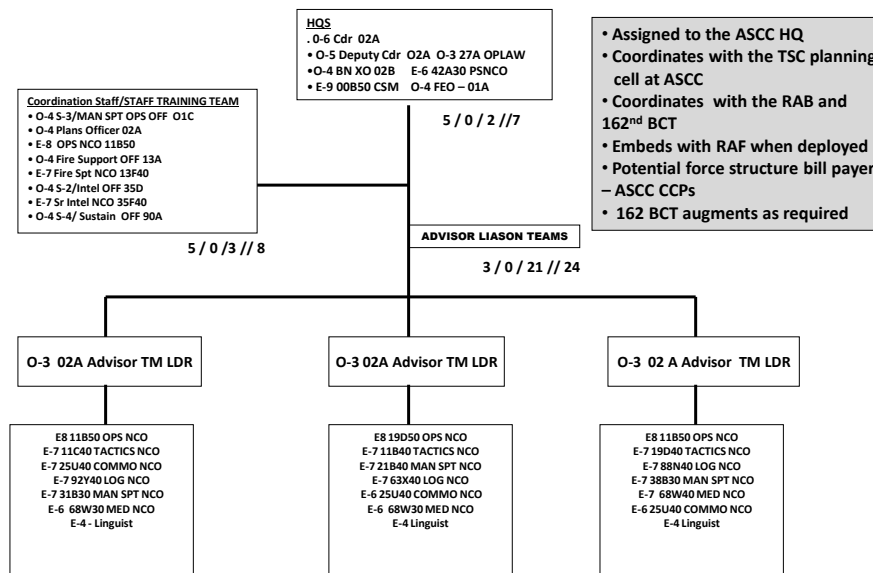 HQS
. 0-6 Cdr 02A
• O-5 Deputy Cdr O2A O-3 27A OPLAW
•O-4 BN XO 02B E-6 42A30 PSNCO
• E-9 00B50 CSM O-4 FEO – 01A
5 / 0 / 2 //7
• Assigned to the ASCC HQ
• Coordinates with the TSC planning
cell at ASCC
• Coordinates with the RAB and
162nd BCT
• Embeds with RAF when deployed
• Potential force structure bill payer
– ASCC CCPs
• 162 BCT augments as required
Coordination Staff/STAFF TRAINING TEAM
• O-4 S-3/MAN SPT OPS OFF O1C
• O-4 Plans Officer 02A
• E-8 OPS NCO 11B50
• O-4 Fire Support OFF 13A
• E-7 Fire Spt NCO 13F40
• O-4 S-2/Intel OFF 35D
• E-7 Sr Intel NCO 35F40
• O-4 S-4/ Sustain OFF 90A
5 / 0 /3 // 8
ADVISOR LIASON TEAMS
3 / 0 / 21 // 24
O-3 02A Advisor TM LDR
E8 11B50 OPS NCO
E-7 11C40 TACTICS NCO
E-7 25U40 COMMO NCO
E-7 92Y40 LOG NCO
E-7 31B30 MAN SPT NCO
E-6 68W30 MED NCO
E-4 - Linguist
O-3 02A Advisor TM LDR
E8 19D50 OPS NCO
E-7 11B40 TACTICS NCO
E-7 21B40 MAN SPT NCO
E-7 63X40 LOG NCO
E-6 25U40 COMMO NCO
E-6 68W30 MED NCO
E-4 Linguist
O-3 02 A Advisor TM LDR
E8 11B50 OPS NCO
E-7 19D40 TACTICS NCO
E-7 88N40 LOG NCO
E-7 38B30 MAN SPT NCO
E-7 68W40 MED NCO
E-6 25U40 COMMO NCO
E-4 Linguist